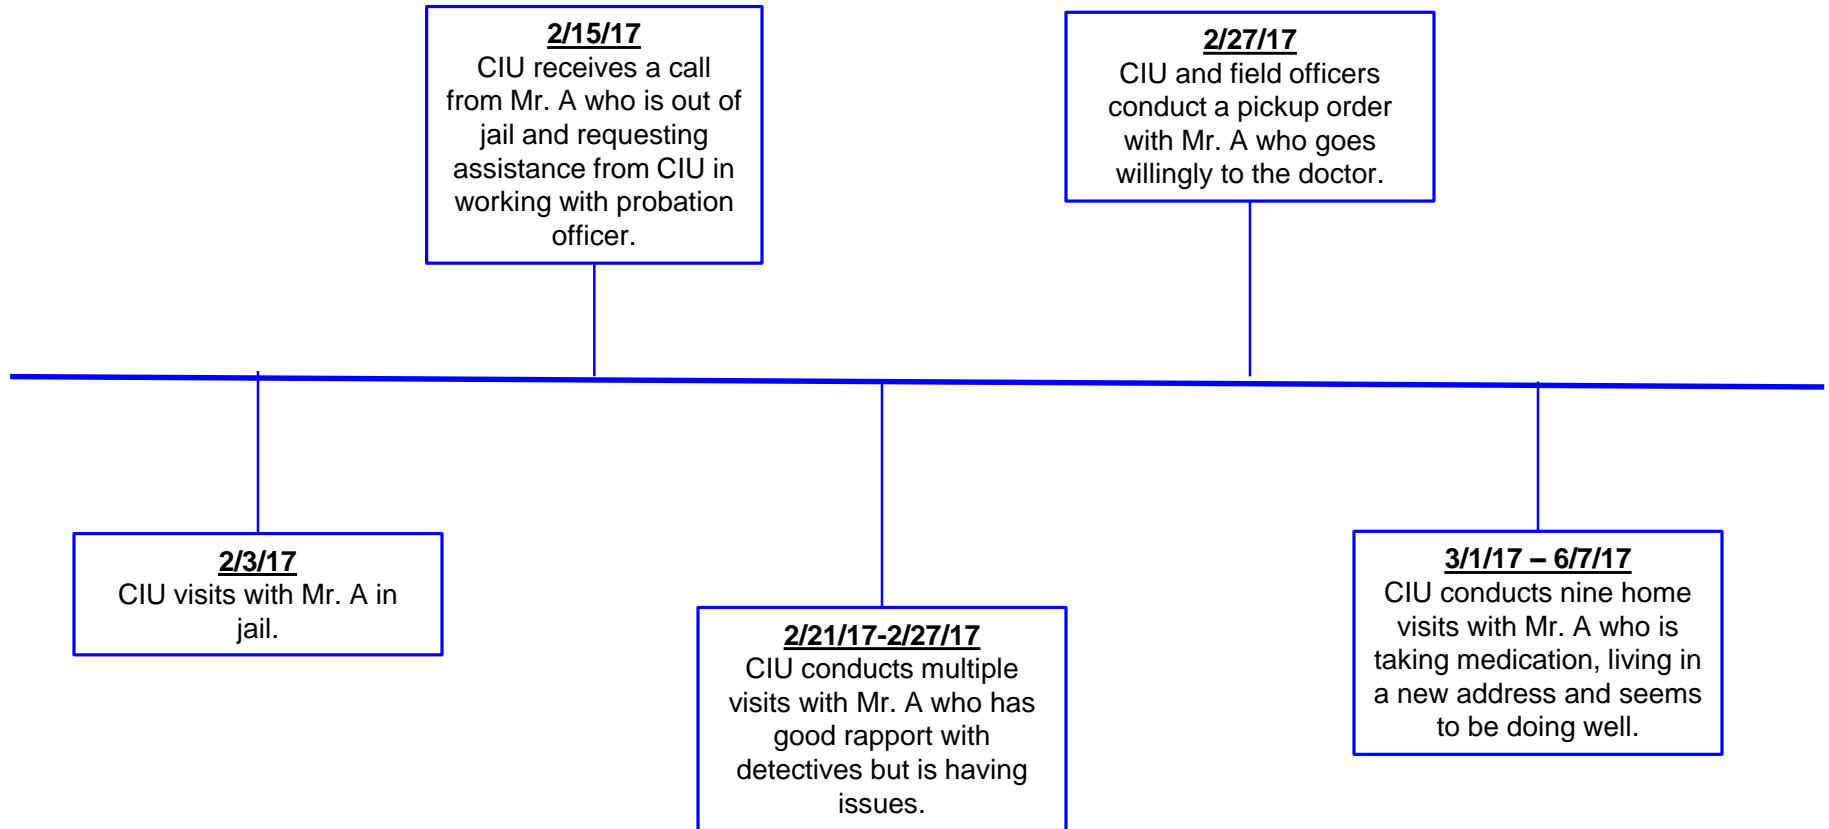 2/15/17
CIU receives a call
from Mr. A who is out of
jail and requesting
assistance from CIU in
working with probation
officer.
2/27/17
CIU and field officers
conduct a pickup order
with Mr. A who goes
willingly to the doctor.
2/3/17
CIU visits with Mr. A in
jail.
2/21/17-2/27/17
CIU conducts multiple
visits with Mr. A who has
good rapport with
detectives but is having
issues.
3/1/17 – 6/7/17
CIU conducts nine home
visits with Mr. A who is
taking medication, living in
a new address and seems
to be doing well.